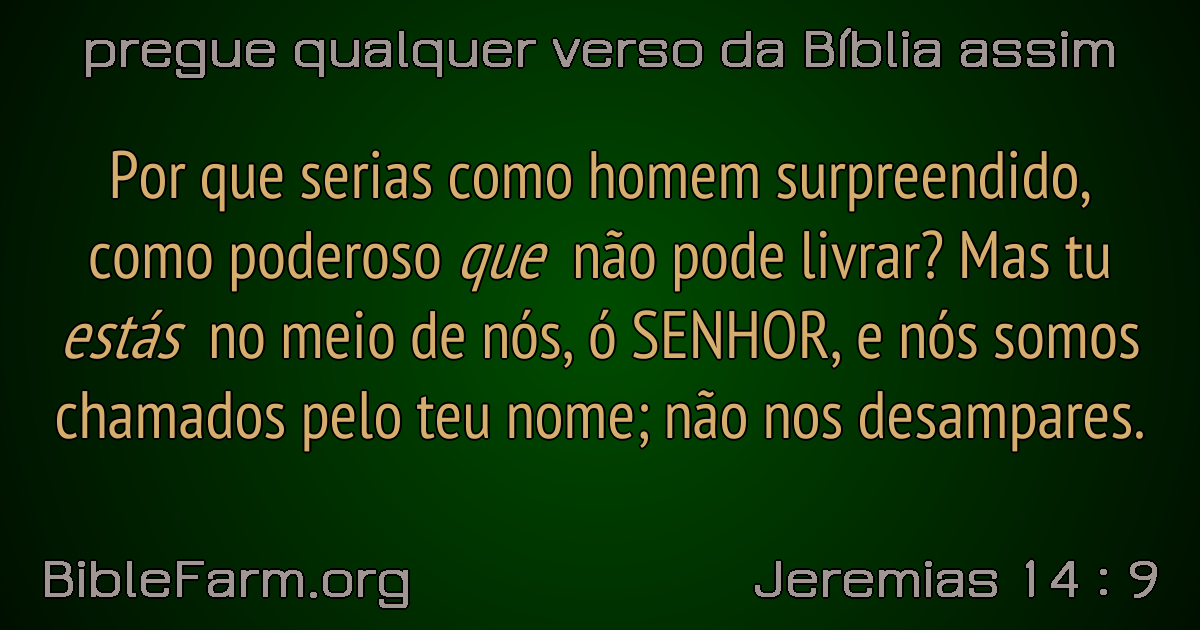 pregue qualquer verso da Bíblia assim
Por que serias como homem surpreendido,
como poderoso que não pode livrar? Mas tu
estás no meio de nós, ó SENHOR, e nós somos
chamados pelo teu nome; não nos desampares.
BibleFarm.org
Jeremias 14 : 9